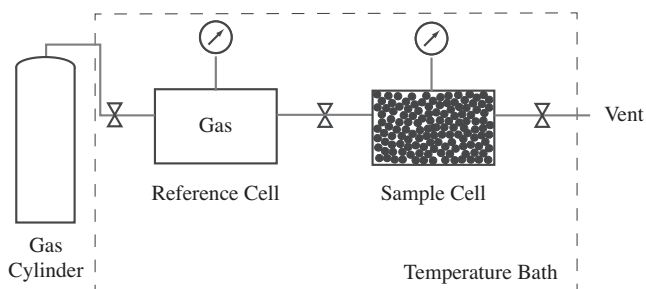 Gas
Vent
Reference Cell
Sample Cell
Gas
Cylinder
Temperature Bath